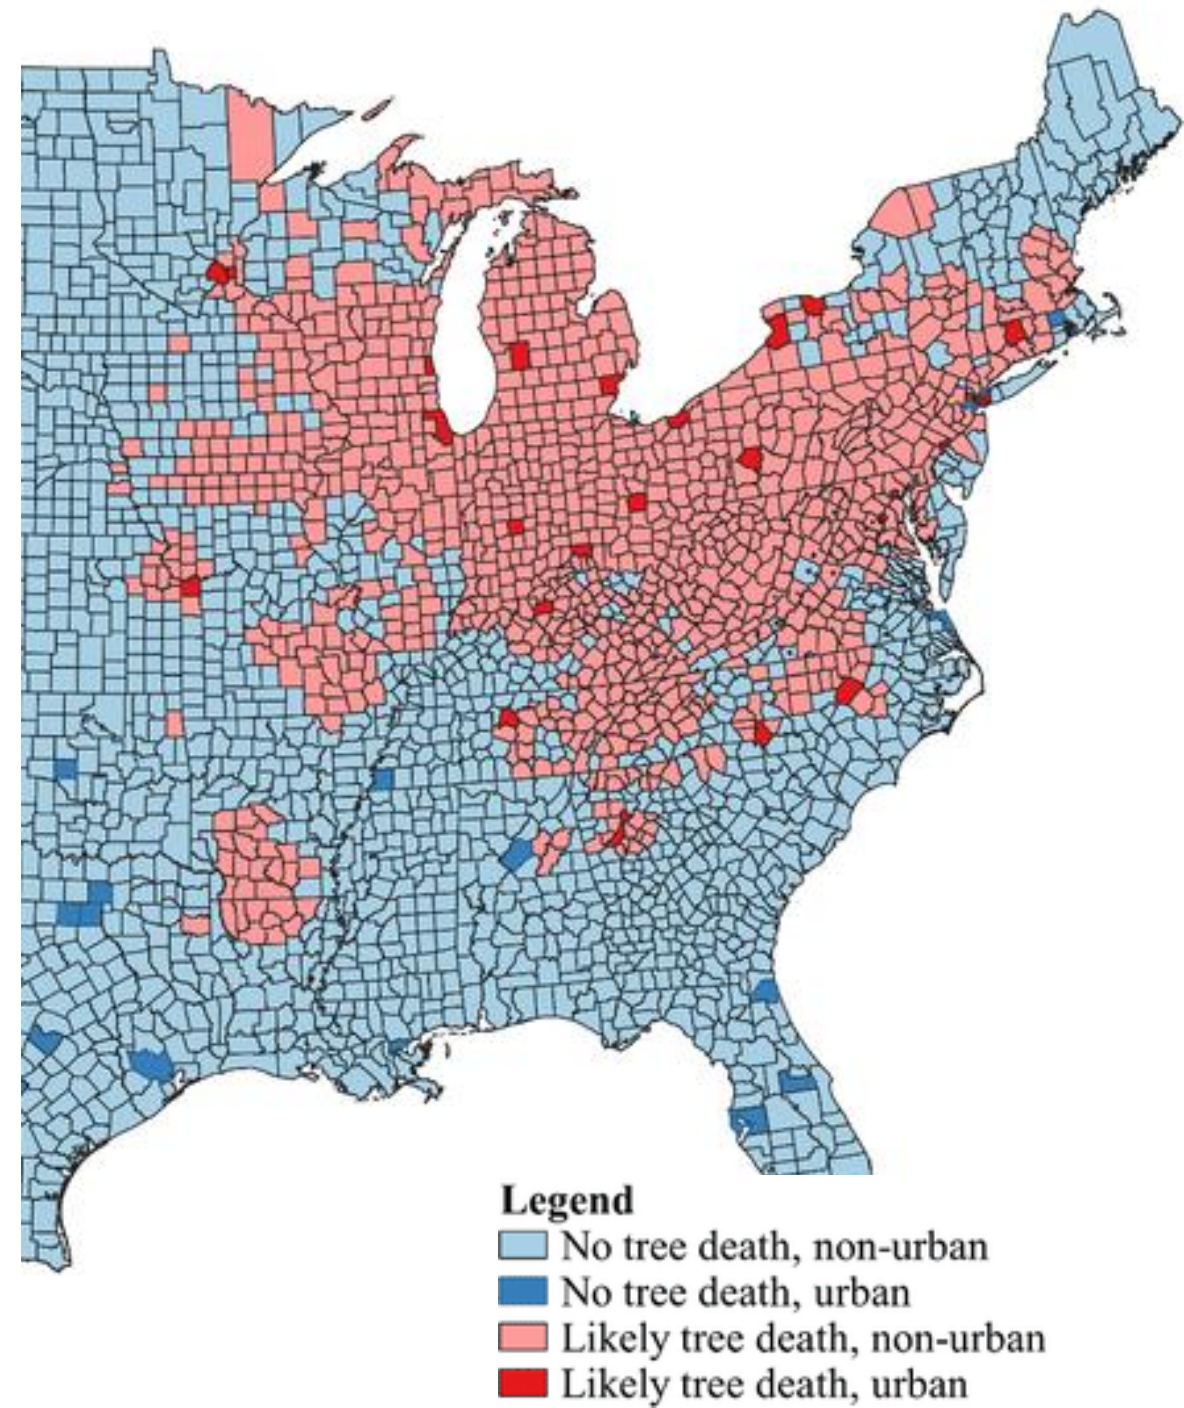 Legend
No tree death, non-urban
No tree death, urban
Likely tree death, non-urban
Likely tree death, urban